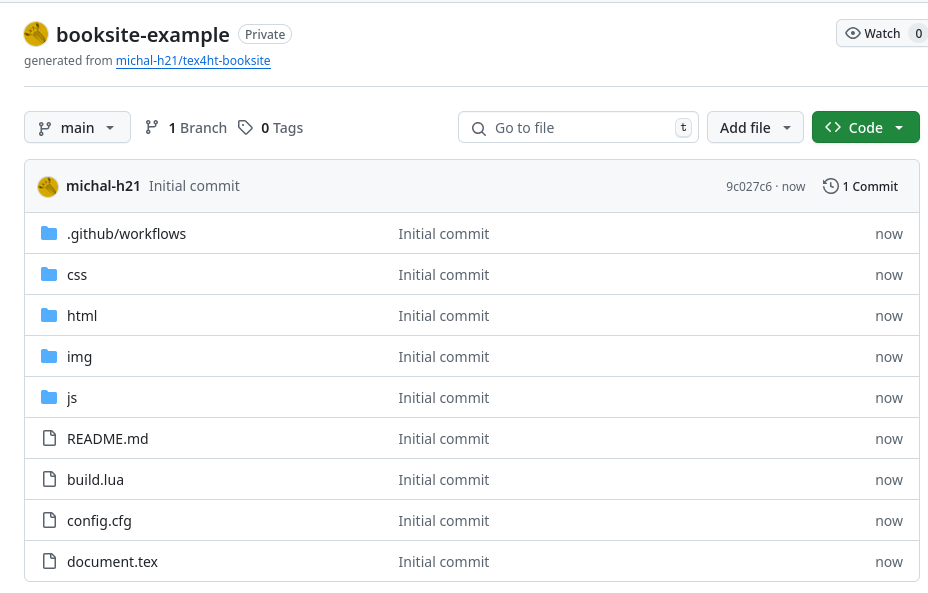 booksite-example Private Watch 0
generated from michal-h21/tex4ht-booksite
main 1 Branch 0 Tags Go to file t Add file Code
michal-h21 Initial commit 9c027c6 · now 1 Commit
.github/workflows Initial commit now
css Initial commit now
html Initial commit now
img Initial commit now
js Initial commit now
README.md Initial commit now
build.lua Initial commit now
config.cfg Initial commit now
document.tex Initial commit now